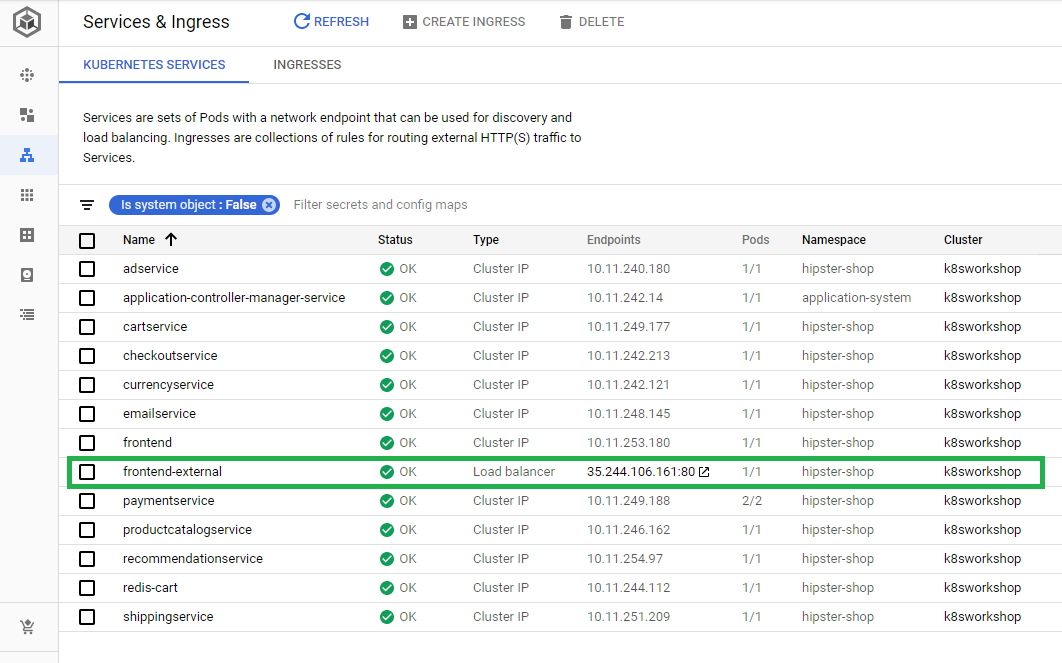 Services & Ingress REFRESH CREATE INGRESS DELETE
KUBERNETES SERVICES INGRESSES
Services are sets of Pods with a network endpoint that can be used for discovery and
load balancing. Ingresses are collections of rules for routing external HTTP(S) traffic to
Services.
Is system object : False Filter secrets and config maps
Name Status Type Endpoints Pods Namespace Cluster
adservice OK Cluster IP 10.11.240.180 1/1 hipster-shop k8sworkshop
application-controller-manager-service OK Cluster IP 10.11.242.14 1/1 application-system k8sworkshop
cartservice OK Cluster IP 10.11.249.177 1/1 hipster-shop k8sworkshop
checkoutservice OK Cluster IP 10.11.242.213 1/1 hipster-shop k8sworkshop
currencyservice OK Cluster IP 10.11.242.121 1/1 hipster-shop k8sworkshop
emailservice OK Cluster IP 10.11.248.145 1/1 hipster-shop k8sworkshop
frontend OK Cluster IP 10.11.253.180 1/1 hipster-shop k8sworkshop
frontend-external OK Load balancer 35.244.106.161:80 1/1 hipster-shop k8sworkshop
paymentservice OK Cluster IP 10.11.249.188 2/2 hipster-shop k8sworkshop
productcatalogservice OK Cluster IP 10.11.246.162 1/1 hipster-shop k8sworkshop
recommendationservice OK Cluster IP 10.11.254.97 1/1 hipster-shop k8sworkshop
redis-cart OK Cluster IP 10.11.244.112 1/1 hipster-shop k8sworkshop
shippingservice OK Cluster IP 10.11.251.209 1/1 hipster-shop k8sworkshop